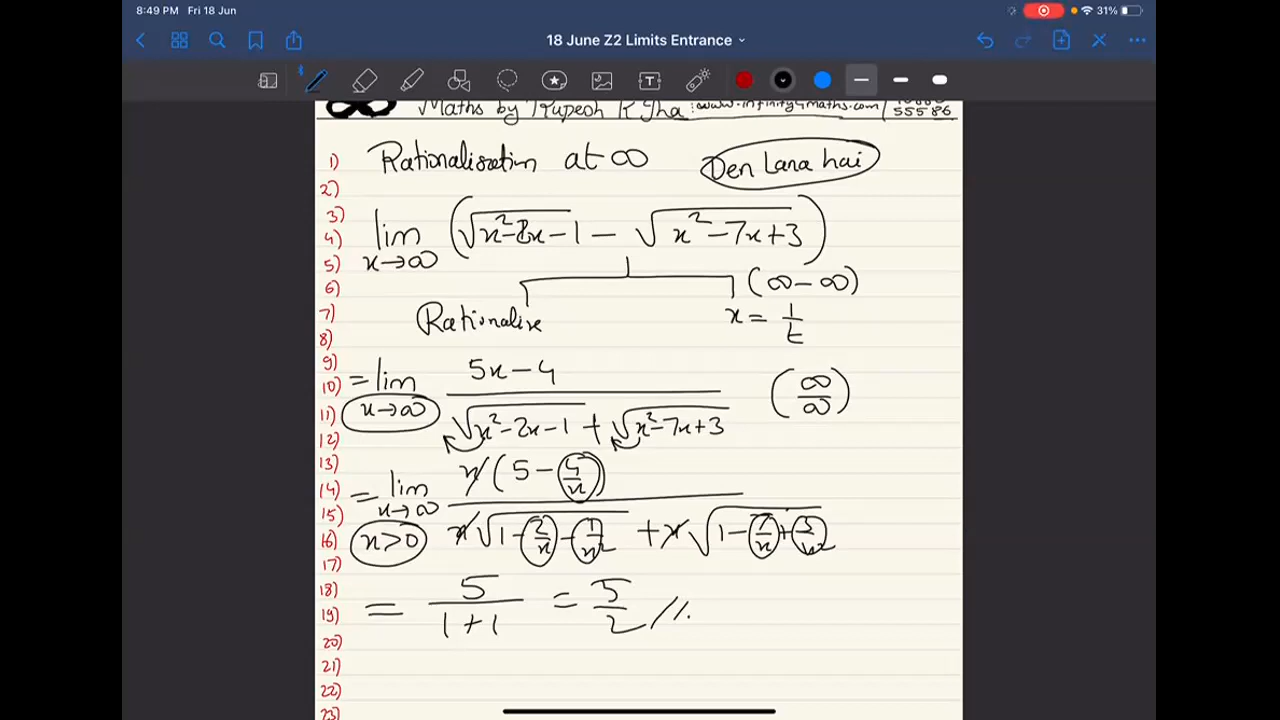 8:49 PM Fri 18 Jun
31%
18 June Z2 Limits Entrance
Maths by Rupesh K Jha : www.infinity4maths.com/
55586
1) Rationalisation at ∞ Den Lana hai
2)
3)
4) lim x→∞ (√(x²-2x-1) - √(x²-7x+3))
5)
6) (∞-∞)
7) Rationalise x = 1/t
8)
9)
10) = lim x→∞ (5x-4)/(√(x²-2x-1) + √(x²-7x+3)) (∞/∞)
11)
12)
13)
14) = lim x→∞ x(5 - 4/x)/(x√(1 - 2/x - 1/x²) + x√(1 - 7/x + 3/x²))
15)
16) x>0
17)
18)
19) = 5/(1+1) = 5/2 //.
20)
21)
22)
23)